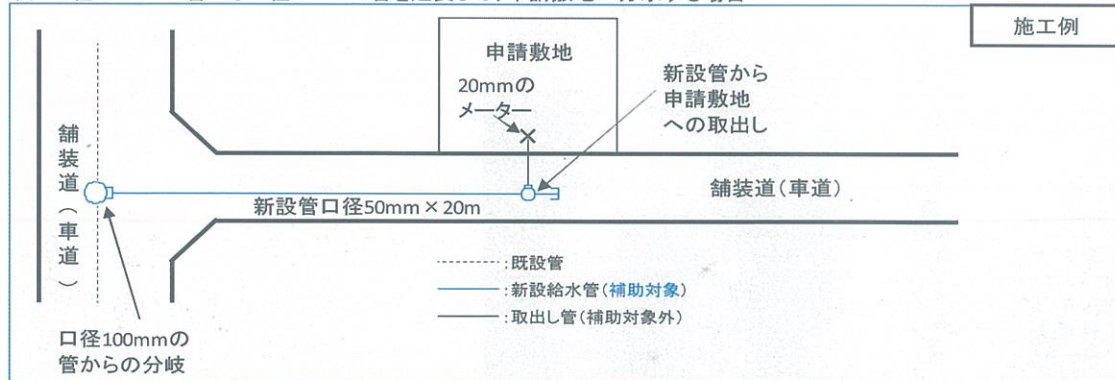 施工例
申請敷地
20mmの
メーター
新設管から
申請敷地
への取出し
舗装道(車道)
舗装道(車道)
新設管口径50mm×20m
:既設管
:新設給水管(補助対象)
:取出し管(補助対象外)
口径100mmの
管からの分岐